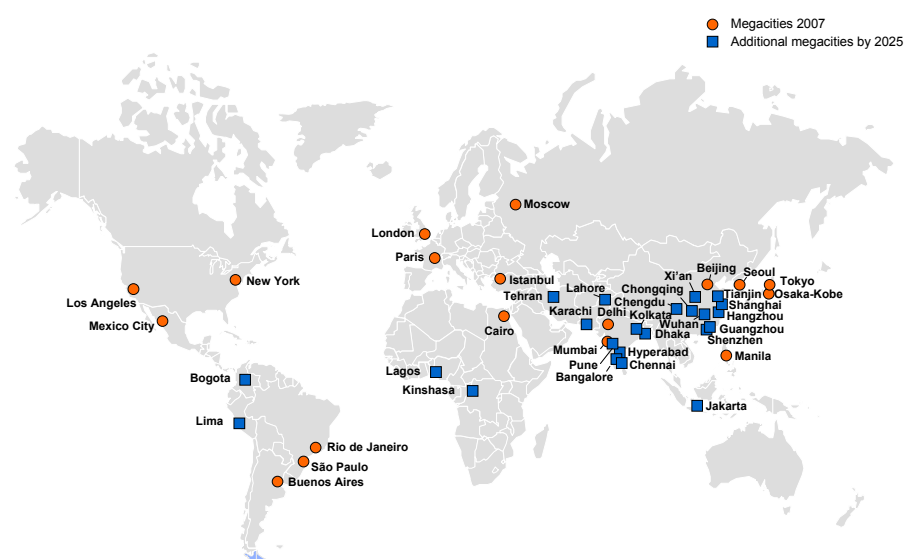 Megacities 2007
Additional megacities by 2025
Moscow
London
Paris
New York
Istanbul
Los Angeles
Mexico City
Tehran
Lahore
Karachi
Delhi
Cairo
Xi'an
Beijing
Seoul
Tokyo
Chongqing
Tianjin
Osaka-Kobe
Chengdu
Shanghai
Kolkata
Hangzhou
Wuhan
Guangzhou
Dhaka
Shenzhen
Mumbai
Hyperabad
Manila
Pune
Chennai
Bangalore
Bogota
Lagos
Kinshasa
Lima
Jakarta
Rio de Janeiro
São Paulo
Buenos Aires